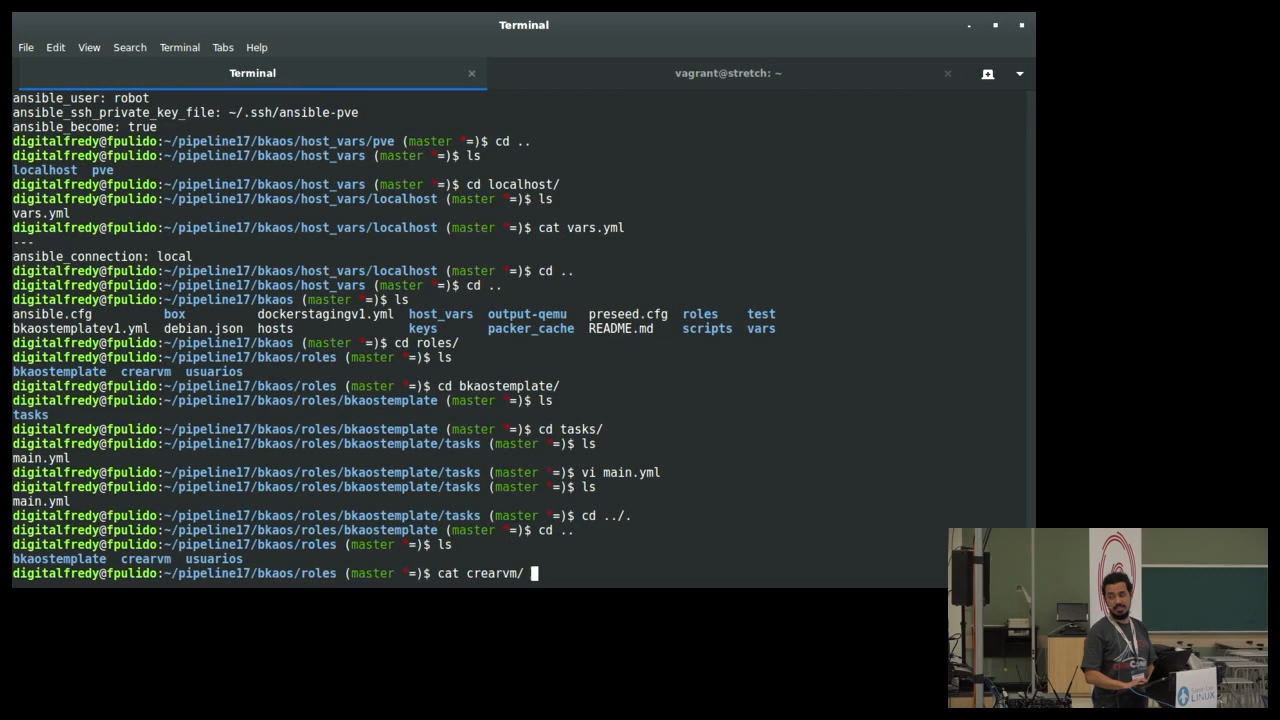 Terminal
File Edit View Search Terminal Tabs Help
Terminal
vagrant@stretch: ~
ansible_user: robot
ansible_ssh_private_key_file: ~/.ssh/ansible-pve
ansible_become: true
digitalfredy@fpulido:~/pipeline17/bkaos/host_vars/pve (master *=)$ cd ..
digitalfredy@fpulido:~/pipeline17/bkaos/host_vars (master *=)$ ls
localhost  pve
digitalfredy@fpulido:~/pipeline17/bkaos/host_vars (master *=)$ cd localhost/
digitalfredy@fpulido:~/pipeline17/bkaos/host_vars/localhost (master *=)$ ls
vars.yml
digitalfredy@fpulido:~/pipeline17/bkaos/host_vars/localhost (master *=)$ cat vars.yml
---
ansible_connection: local
digitalfredy@fpulido:~/pipeline17/bkaos/host_vars/localhost (master *=)$ cd ..
digitalfredy@fpulido:~/pipeline17/bkaos/host_vars (master *=)$ cd ..
digitalfredy@fpulido:~/pipeline17/bkaos (master *=)$ ls
ansible.cfg          box          dockerstagingv1.yml  host_vars  output-qemu   preseed.cfg  roles    test
bkaostemplatev1.yml  debian.json  hosts                keys       packer_cache  README.md    scripts  vars
digitalfredy@fpulido:~/pipeline17/bkaos (master *=)$ cd roles/
digitalfredy@fpulido:~/pipeline17/bkaos/roles (master *=)$ ls
bkaostemplate  crearvm  usuarios
digitalfredy@fpulido:~/pipeline17/bkaos/roles (master *=)$ cd bkaostemplate/
digitalfredy@fpulido:~/pipeline17/bkaos/roles/bkaostemplate (master *=)$ ls
tasks
digitalfredy@fpulido:~/pipeline17/bkaos/roles/bkaostemplate (master *=)$ cd tasks/
digitalfredy@fpulido:~/pipeline17/bkaos/roles/bkaostemplate/tasks (master *=)$ ls
main.yml
digitalfredy@fpulido:~/pipeline17/bkaos/roles/bkaostemplate/tasks (master *=)$ vi main.yml
digitalfredy@fpulido:~/pipeline17/bkaos/roles/bkaostemplate/tasks (master *=)$ ls
main.yml
digitalfredy@fpulido:~/pipeline17/bkaos/roles/bkaostemplate/tasks (master *=)$ cd ../.
digitalfredy@fpulido:~/pipeline17/bkaos/roles/bkaostemplate (master *=)$ cd ..
digitalfredy@fpulido:~/pipeline17/bkaos/roles (master *=)$ ls
bkaostemplate  crearvm  usuarios
digitalfredy@fpulido:~/pipeline17/bkaos/roles (master *=)$ cat crearvm/
LINUX